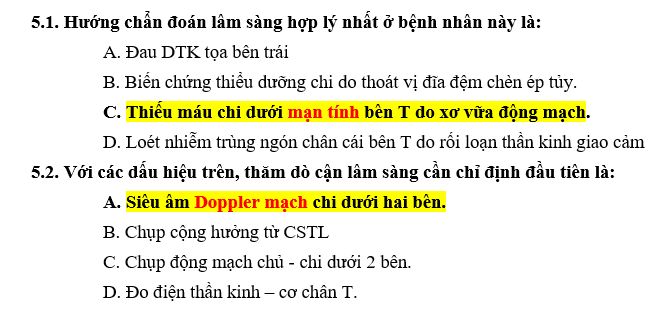 5.1. Hướng chẩn đoán lâm sàng hợp lý nhất ở bệnh nhân này là:
A. Đau DTK tọa bên trái
B. Biến chứng thiểu dưỡng chi do thoát vị đĩa đệm chèn ép tủy.
C. Thiếu máu chi dưới mạn tính bên T do xơ vữa động mạch.
D. Loét nhiễm trùng ngón chân cái bên T do rối loạn thần kinh giao cảm
5.2. Với các dấu hiệu trên, thăm dò cận lâm sàng cần chỉ định đầu tiên là:
A. Siêu âm Doppler mạch chi dưới hai bên.
B. Chụp cộng hưởng từ CSTL
C. Chụp động mạch chủ - chi dưới 2 bên.
D. Đo điện thần kinh – cơ chân T.